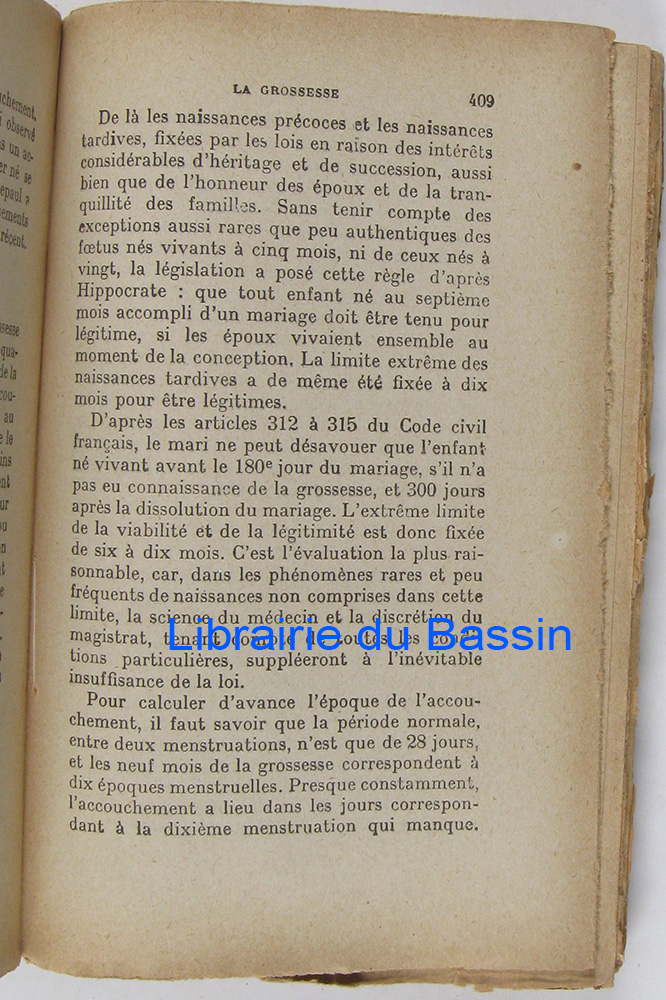 LA GROSSESSE
409
De là les naissances précoces et les naissances
tardives, fixées par les lois en raison des intérêts
considérables d'héritage et de succession, aussi
bien que de l'honneur des époux et de la tran-
quillité des familles. Sans tenir compte des
exceptions aussi rares que peu authentiques des
fœtus nés vivants à cinq mois, ni de ceux nés à
vingt, la législation a posé cette règle d'après
Hippocrate : que tout enfant né au septième
mois accompli d'un mariage doit être tenu pour
légitime, si les époux vivaient ensemble au
moment de la conception. La limite extrême des
naissances tardives a de même été fixée à dix
mois pour être légitimes.
D'après les articles 312 à 315 du Code civil
français, le mari ne peut désavouer que l'enfant
né vivant avant le 180e jour du mariage, s'il n'a
pas eu connaissance de la grossesse, et 300 jours
après la dissolution du mariage. L'extrême limite
de la viabilité et de la légitimité est donc fixée
de six à dix mois. C'est l'évaluation la plus rai-
sonnable, car, dans les phénomènes rares et peu
fréquents de naissances non comprises dans cette
limite, la science du médecin et la discrétion du
magistrat, tenant compte de toutes les condi-
tions particulières, suppléeront à l'inévitable
insuffisance de la loi.
Pour calculer d'avance l'époque de l'accou-
chement, il faut savoir que la période normale,
entre deux menstruations, n'est que de 28 jours,
et les neuf mois de la grossesse correspondent à
dix époques menstruelles. Presque constamment,
l'accouchement a lieu dans les jours correspon-
dant à la dixième menstruation qui manque.
Librairie du Bassin